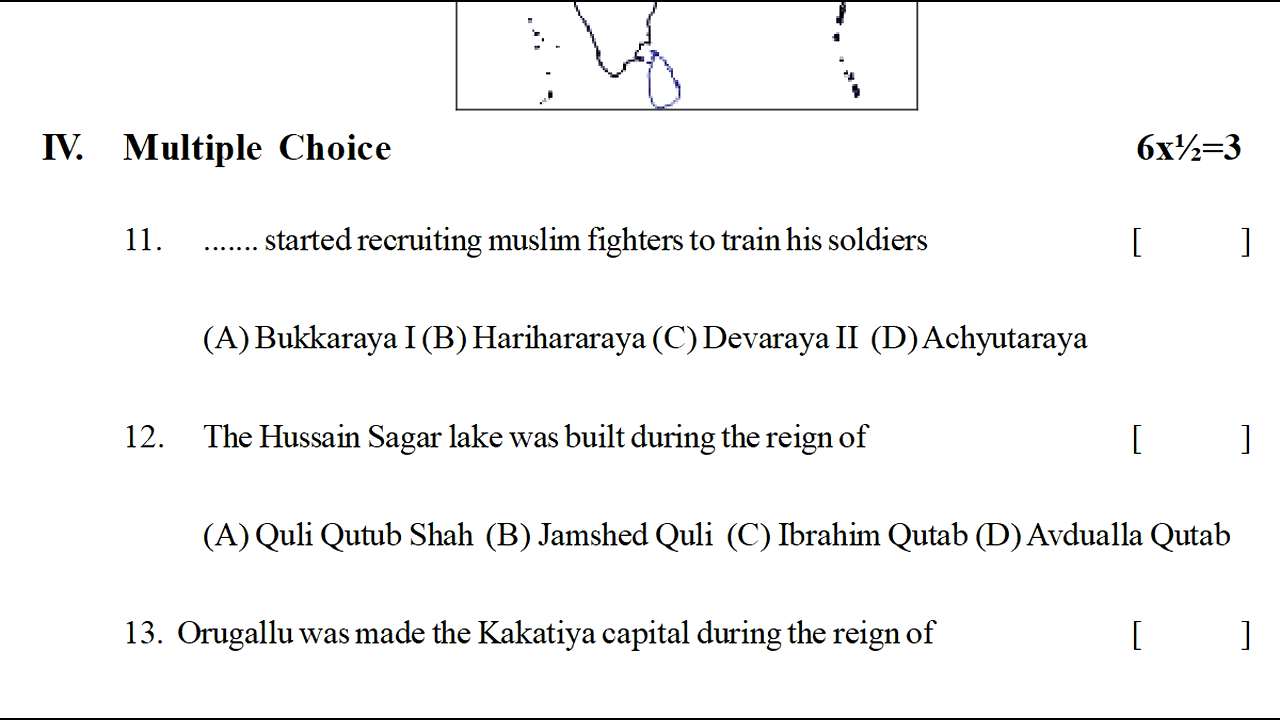 IV. Multiple Choice 6x½=3
11. ....... started recruiting muslim fighters to train his soldiers [ ]
(A) Bukkaraya I (B) Harihararaya (C) Devaraya II (D) Achyutaraya
12. The Hussain Sagar lake was built during the reign of [ ]
(A) Quli Qutub Shah (B) Jamshed Quli (C) Ibrahim Qutab (D) Avdualla Qutab
13. Orugallu was made the Kakatiya capital during the reign of [ ]